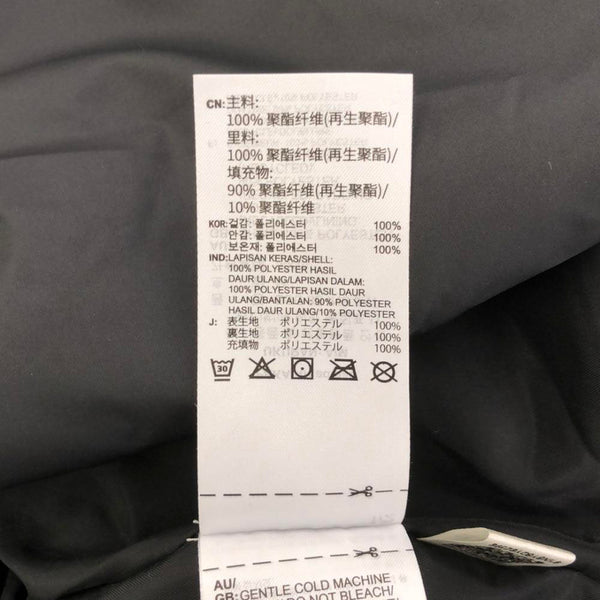 CN: 主料:
100% 聚酯纤维(再生聚酯)/
里料:
100% 聚酯纤维(再生聚酯)/
填充物:
90% 聚酯纤维(再生聚酯)/
10% 聚酯纤维
KOR: 겉감: 폴리에스터 100%
안감: 폴리에스터 100%
보온재: 폴리에스터 100%
IND: LAPISAN KERAS/SHELL:
100% POLYESTER HASIL
DAUR ULANG/LAPISAN DALAM:
100% POLYESTER HASIL DAUR
ULANG/BANTALAN: 90% POLYESTER
HASIL DAUR ULANG/10% POLYESTER
J: 表生地 ポリエステル 100%
裏生地 ポリエステル 100%
充填物 ポリエステル 100%
30
AU/
GB: GENTLE COLD MACHINE
DO NOT BLEACH/